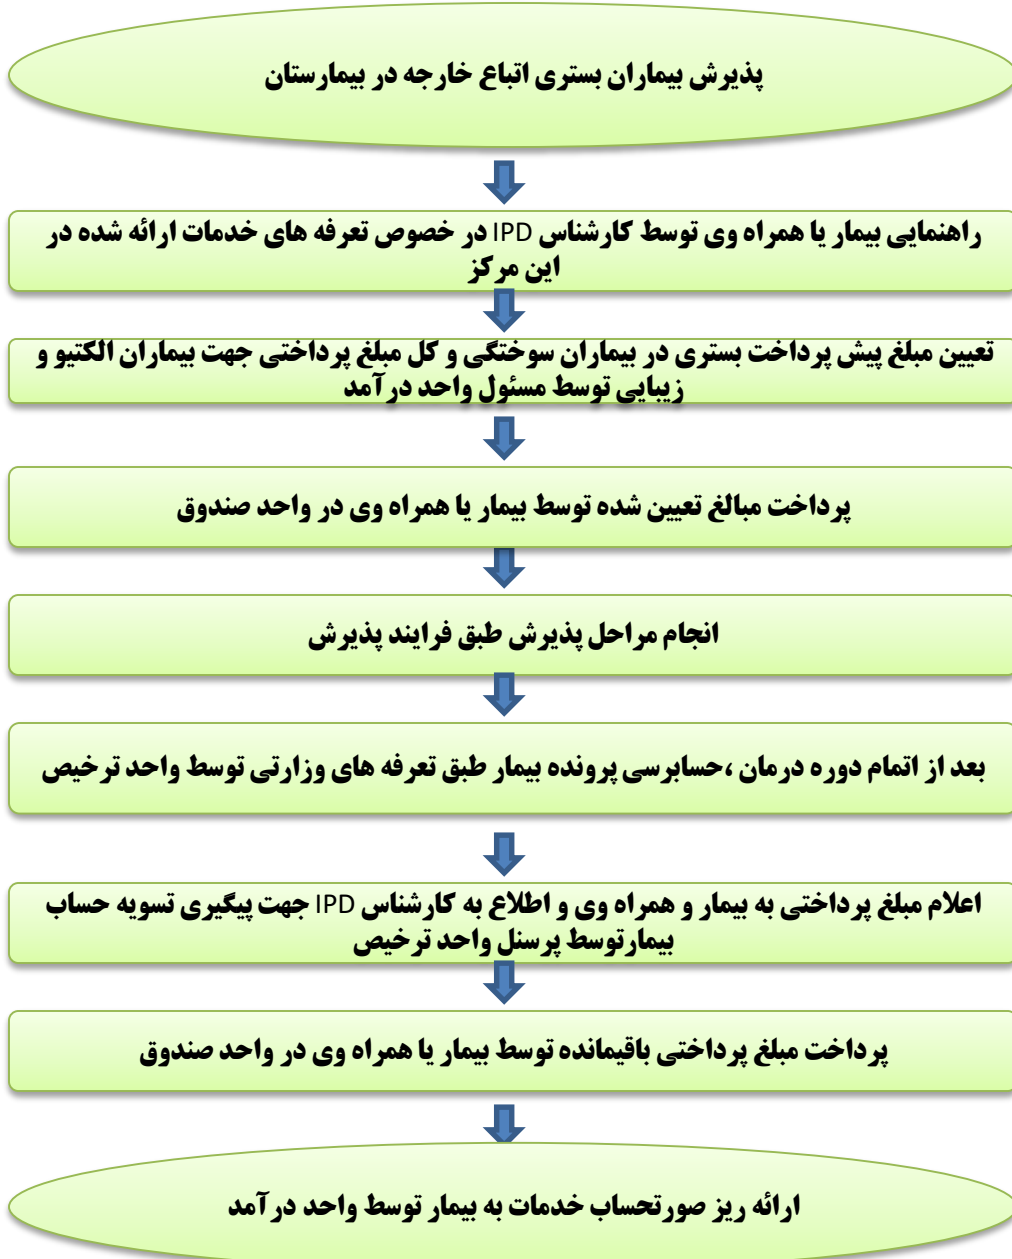 پذیرش بیماران بستری اتباع خارجه در بیمارستان
راهنمایی بیمار یا همراه وی توسط کارشناس IPD در خصوص تعرفه های خدمات ارائه شده در
این مرکز
تعیین مبلغ پیش پرداخت بستری در بیماران سوختگی و کل مبلغ پرداختی جهت بیماران الکتیو و
زیبایی توسط مسئول واحد درآمد
پرداخت مبالغ تعیین شده توسط بیمار یا همراه وی در واحد صندوق
انجام مراحل پذیرش طبق فرایند پذیرش
بعد از اتمام دوره درمان ،حسابرسی پرونده بیمار طبق تعرفه های وزارتی توسط واحد ترخیص
اعلام مبلغ پرداختی به بیمار و همراه وی و اطلاع به کارشناس IPD جهت پیگیری تسویه حساب
بیمارتوسط پرسنل واحد ترخیص
پرداخت مبلغ پرداختی باقیمانده توسط بیمار یا همراه وی در واحد صندوق
ارائه ریز صورتحساب خدمات به بیمار توسط واحد درآمد